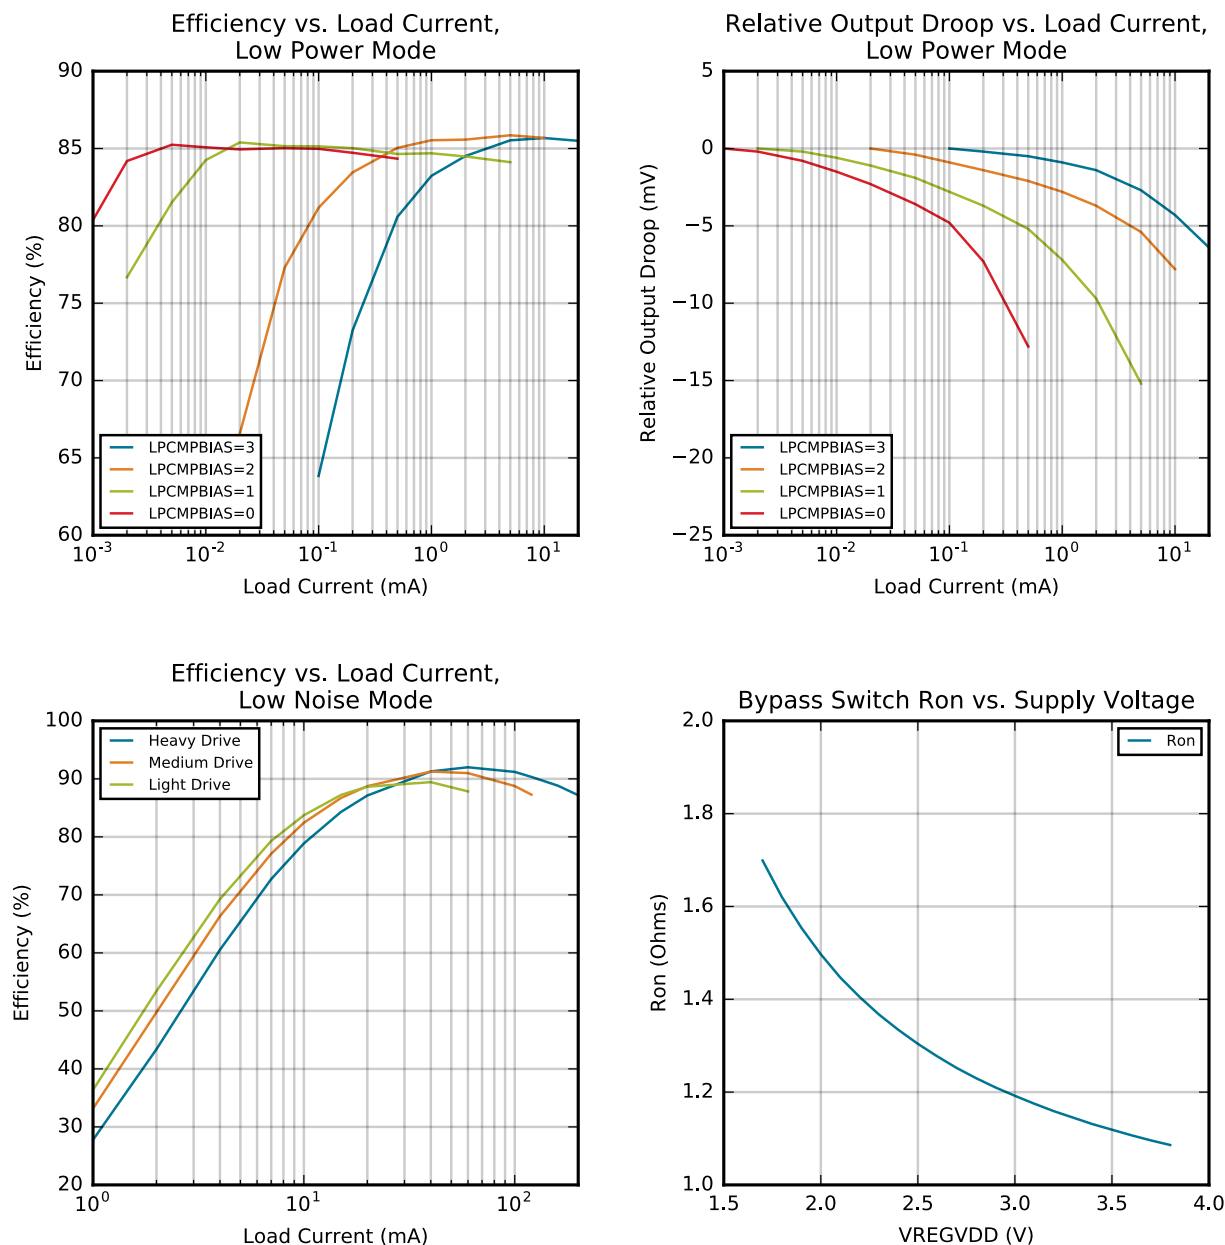 Efficiency vs. Load Current,
Low Power Mode
90
85
80
75
70
65
60
Efficiency (%)
LPCMPBIAS=3
LPCMPBIAS=2
LPCMPBIAS=1
LPCMPBIAS=0
10⁻³ 10⁻² 10⁻¹ 10⁰ 10¹
Load Current (mA)
Relative Output Droop vs. Load Current,
Low Power Mode
5
0
−5
−10
−15
−20
−25
Relative Output Droop (mV)
LPCMPBIAS=3
LPCMPBIAS=2
LPCMPBIAS=1
LPCMPBIAS=0
10⁻³ 10⁻² 10⁻¹ 10⁰ 10¹
Load Current (mA)
Efficiency vs. Load Current,
Low Noise Mode
100
90
80
70
60
50
40
30
20
Efficiency (%)
Heavy Drive
Medium Drive
Light Drive
10⁰ 10¹ 10²
Load Current (mA)
Bypass Switch Ron vs. Supply Voltage
2.0
1.8
1.6
1.4
1.2
1.0
Ron (Ohms)
Ron
1.5 2.0 2.5 3.0 3.5 4.0
VREGVDD (V)